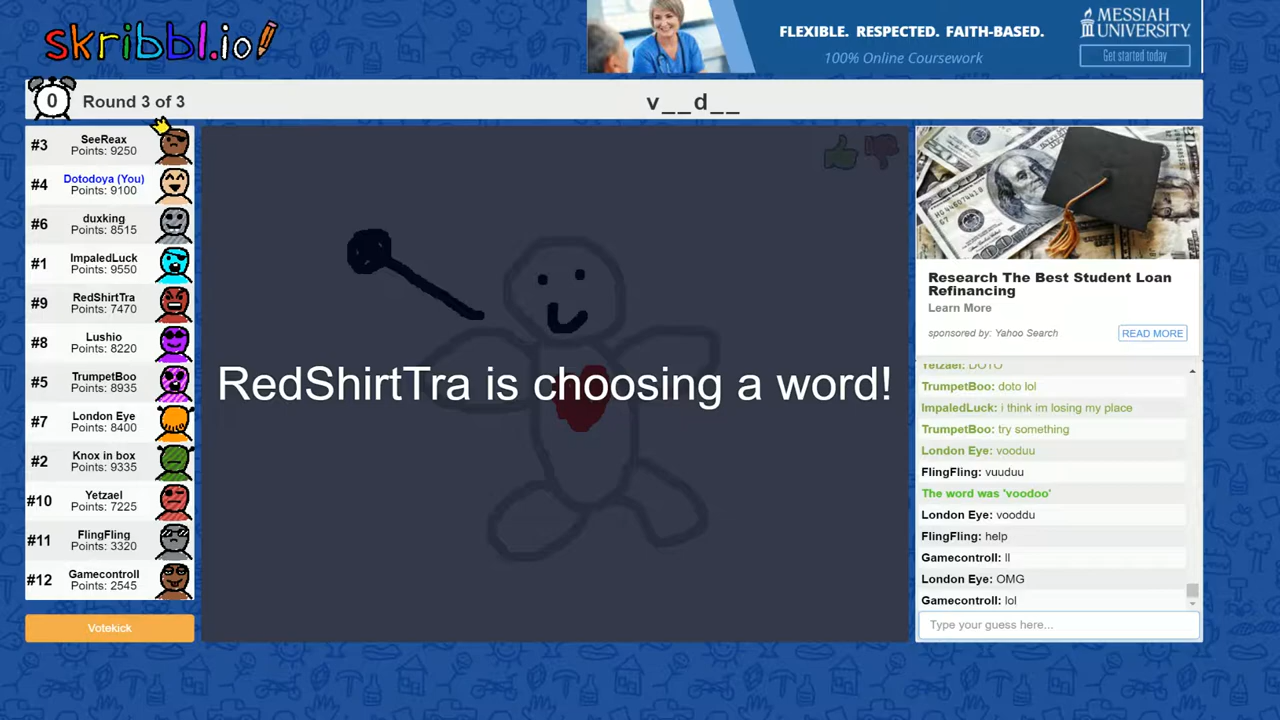 skribbl.io
FLEXIBLE. RESPECTED. FAITH-BASED.
100% Online Coursework
MESSIAH
UNIVERSITY
Get started today
0
Round 3 of 3
v__d__
#3
SeeReax
Points: 9250
#4
Dotodoya (You)
Points: 9100
#6
duxking
Points: 8515
#1
ImpaledLuck
Points: 9550
#9
RedShirtTra
Points: 7470
#8
Lushio
Points: 8220
#5
TrumpetBoo
Points: 8935
#7
London Eye
Points: 8400
#2
Knox in box
Points: 9335
#10
Yetzael
Points: 7225
#11
FlingFling
Points: 3320
#12
Gamecontroll
Points: 2545
Votekick
RedShirtTra is choosing a word!
Research The Best Student Loan
Refinancing
Learn More
sponsored by: Yahoo Search
READ MORE
Yetzael: DOTO
TrumpetBoo: doto lol
ImpaledLuck: i think im losing my place
TrumpetBoo: try something
London Eye: vooduu
FlingFling: vuuduu
The word was 'voodoo'
London Eye: vooddu
FlingFling: help
Gamecontroll: ll
London Eye: OMG
Gamecontroll: lol
Type your guess here...